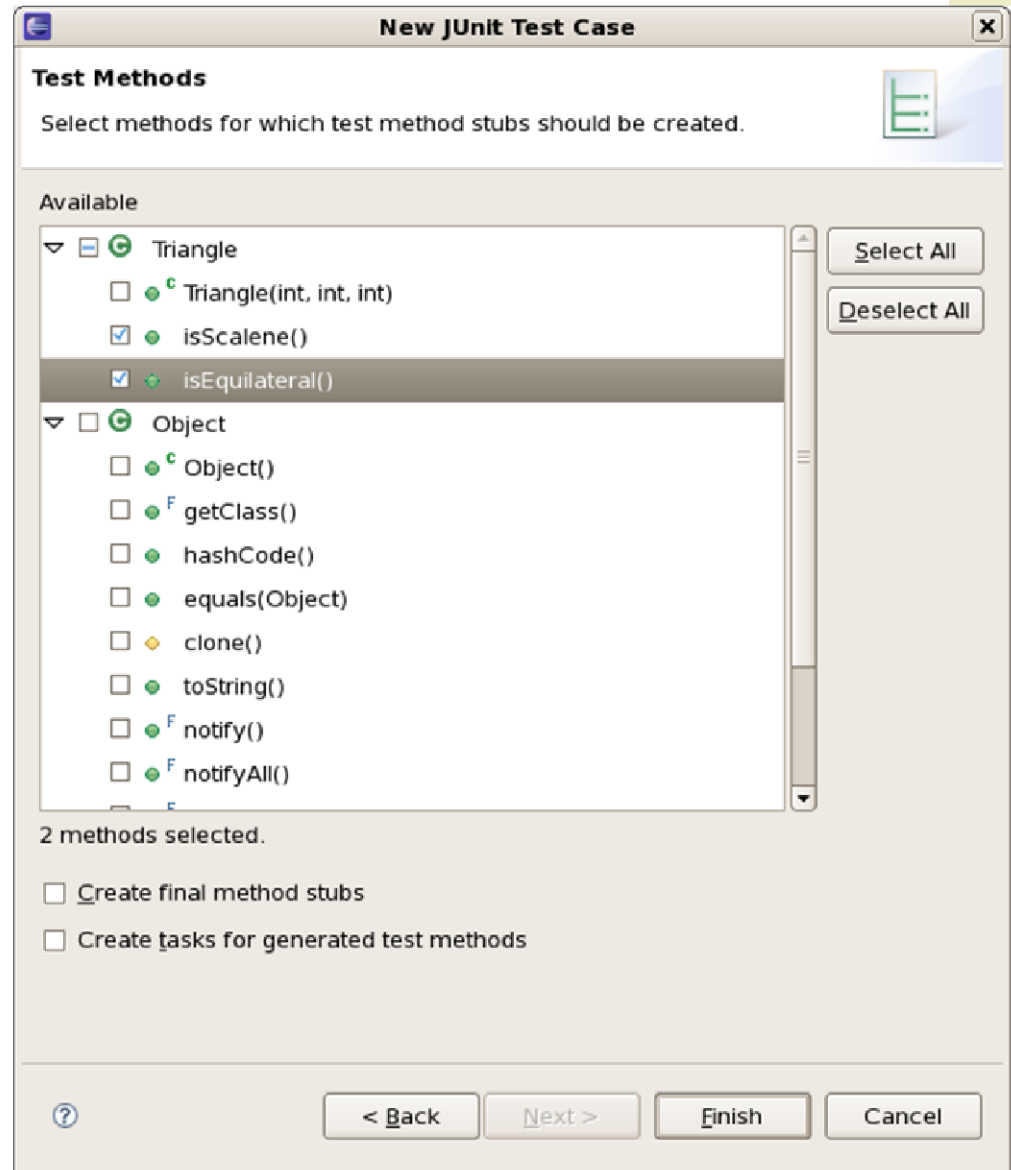 New JUnit Test Case
Test Methods
Select methods for which test method stubs should be created.
Available
Triangle
Select All
C Triangle(int, int, int)
Deselect All
isScalene()
isEquilateral()
Object
C Object()
F getClass()
hashCode()
equals(Object)
clone()
toString()
F notify()
F notifyAll()
F
2 methods selected.
Create final method stubs
Create tasks for generated test methods
< Back
Next >
Finish
Cancel